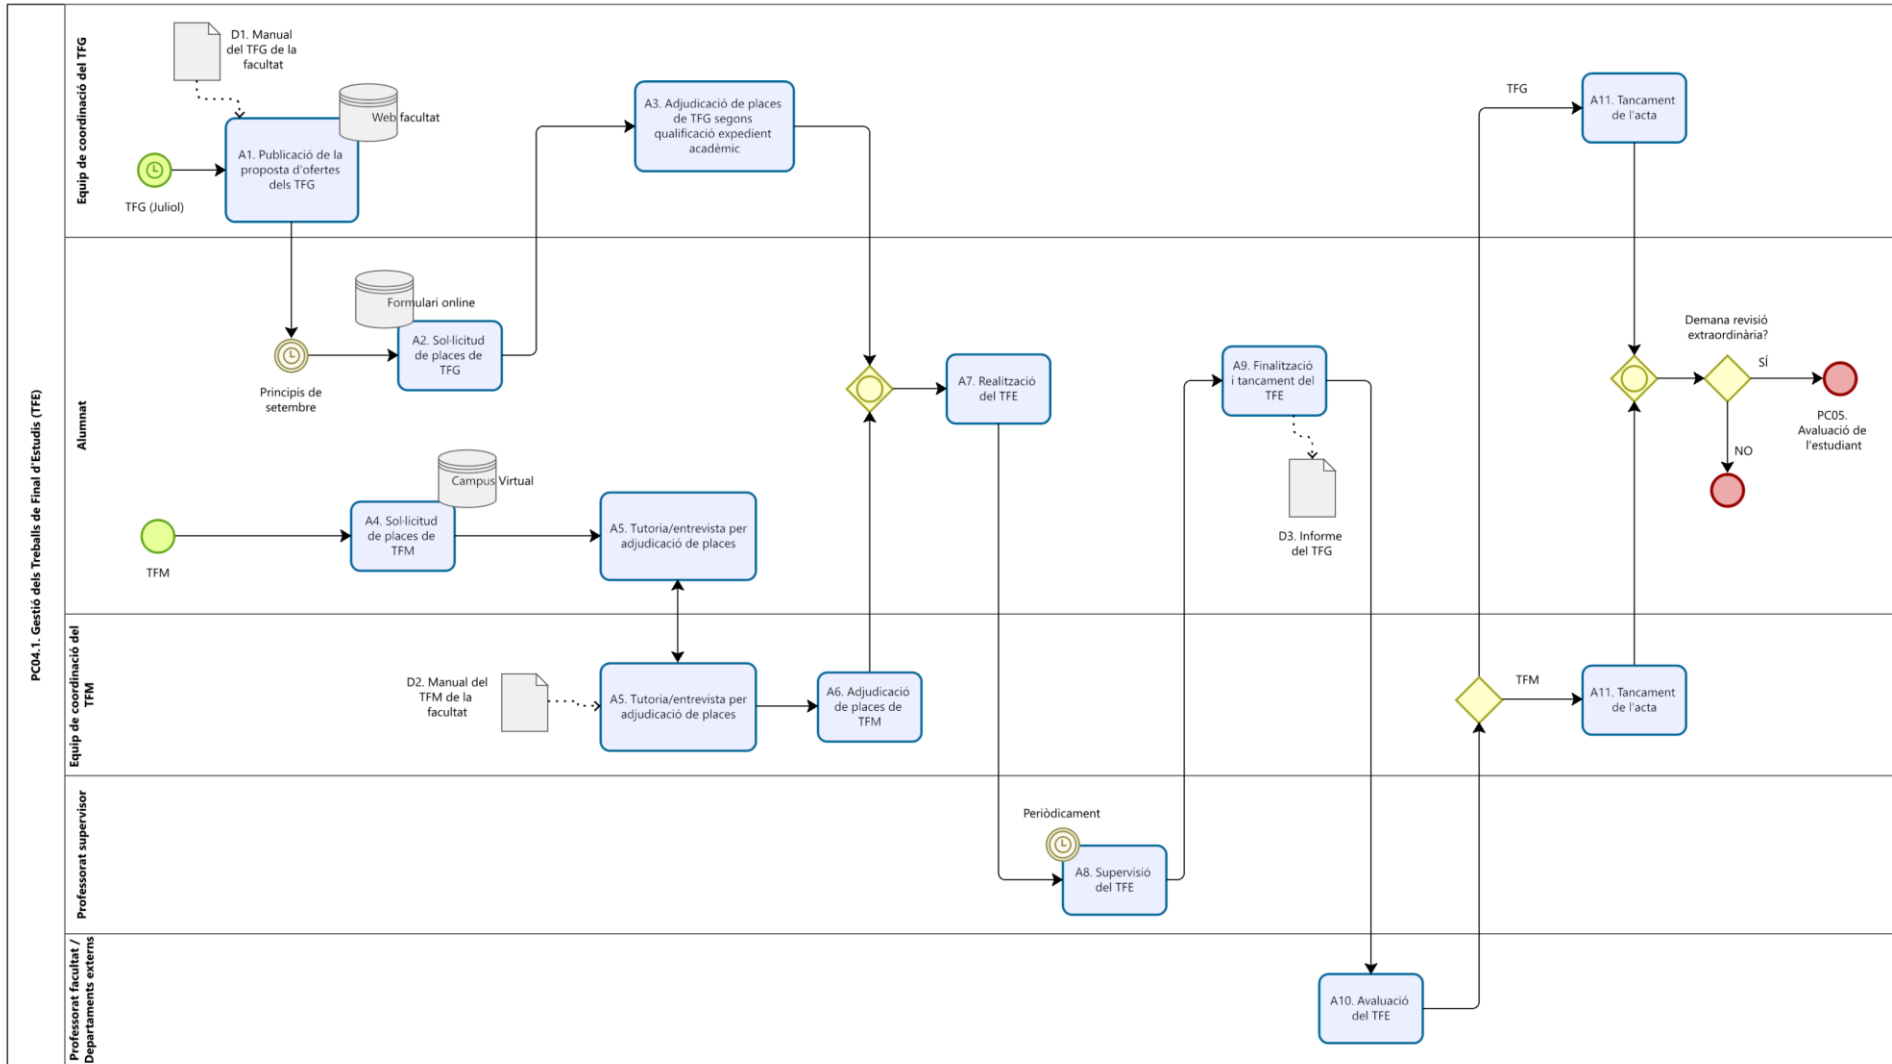 PC04.1. Gestió dels Treballs de Final d'Estudis (TFE)
Equip de coordinació del TFG
D1. Manual
del TFG de la
facultat
Web facultat
TFG (Juliol)
A1. Publicació de la
proposta d'ofertes
dels TFG
A3. Adjudicació de places
de TFG segons
qualificació expedient
acadèmic
TFG
A11. Tancament
de l'acta
Alumnat
Principis de
setembre
Formulari online
A2. Sol·licitud
de places de
TFG
A7. Realització
del TFE
A9. Finalització
i tancament del
TFE
D3. Informe
del TFG
Demana revisió
extraordinària?
SÍ
NO
PC05.
Avaluació de
l'estudiant
TFM
Campus Virtual
A4. Sol·licitud
de places de
TFM
A5. Tutoria/entrevista per
adjudicació de places
Equip de coordinació del
TFM
D2. Manual del
TFM de la
facultat
A5. Tutoria/entrevista per
adjudicació de places
A6. Adjudicació
de places de
TFM
TFM
A11. Tancament
de l'acta
Professorat supervisor
Periòdicament
A8. Supervisió
del TFE
Professorat facultat /
Departaments externs
A10. Avaluació
del TFE